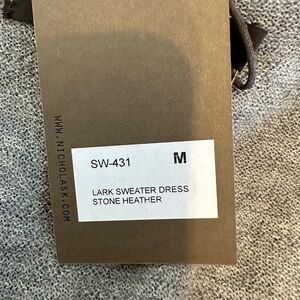 WWW.NICHOLASK.COM
SW-431 M
LARK SWEATER DRESS
STONE HEATHER